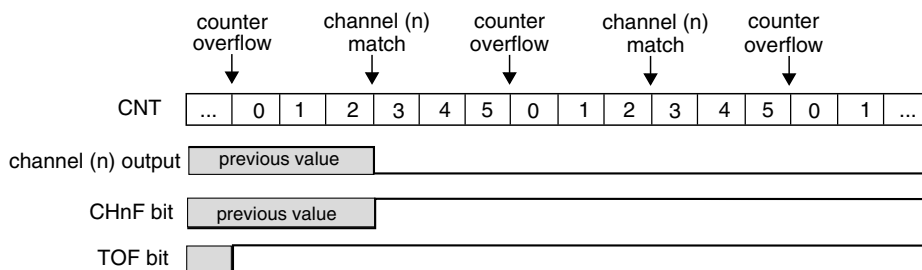 counter overflow
channel (n) match
counter overflow
channel (n) match
counter overflow
CNT ... 0 1 2 3 4 5 0 1 2 3 4 5 0 1 ...
channel (n) output previous value
CHnF bit previous value
TOF bit